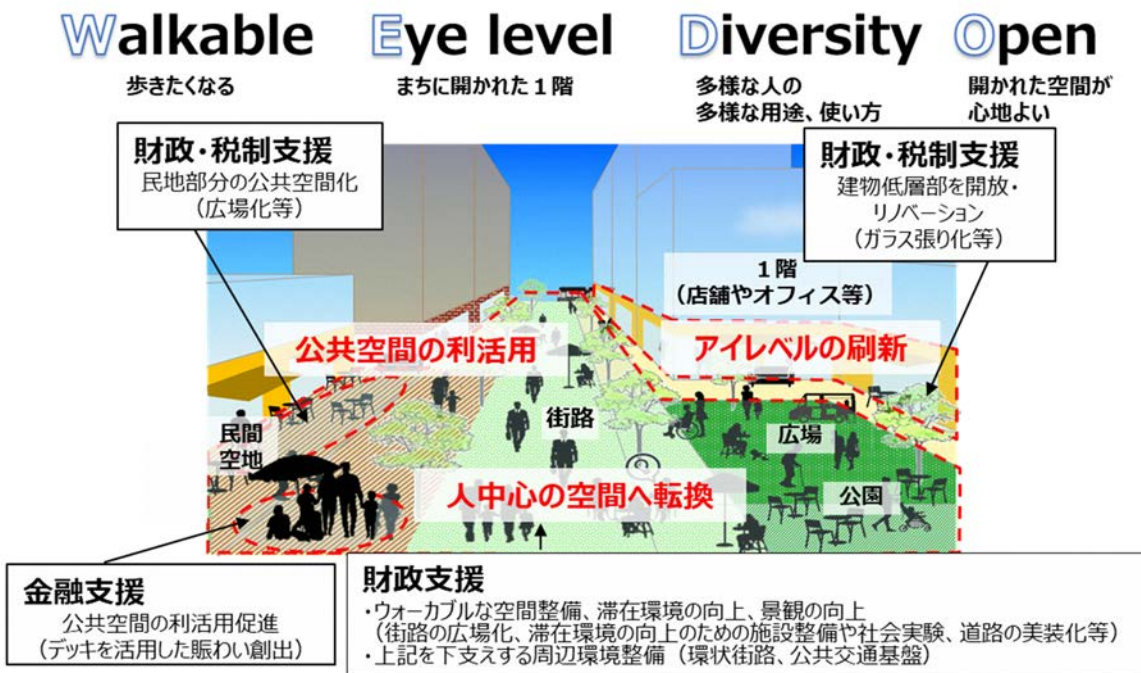 Walkable
歩きたくなる
Eye level
まちに開かれた１階
Diversity
多様な人の
多様な用途、使い方
Open
開かれた空間が
心地よい
財政・税制支援
民地部分の公共空間化
（広場化等）
財政・税制支援
建物低層部を開放・
リノベーション
（ガラス張り化等）
１階
（店舗やオフィス等）
公共空間の利活用
アイレベルの刷新
民間
空地
街路
広場
人中心の空間へ転換
公園
金融支援
公共空間の利活用促進
（デッキを活用した賑わい創出）
財政支援
・ウォーカブルな空間整備、滞在環境の向上、景観の向上
（街路の広場化、滞在環境の向上のための施設整備や社会実験、道路の美装化等）
・上記を下支えする周辺環境整備（環状街路、公共交通基盤）